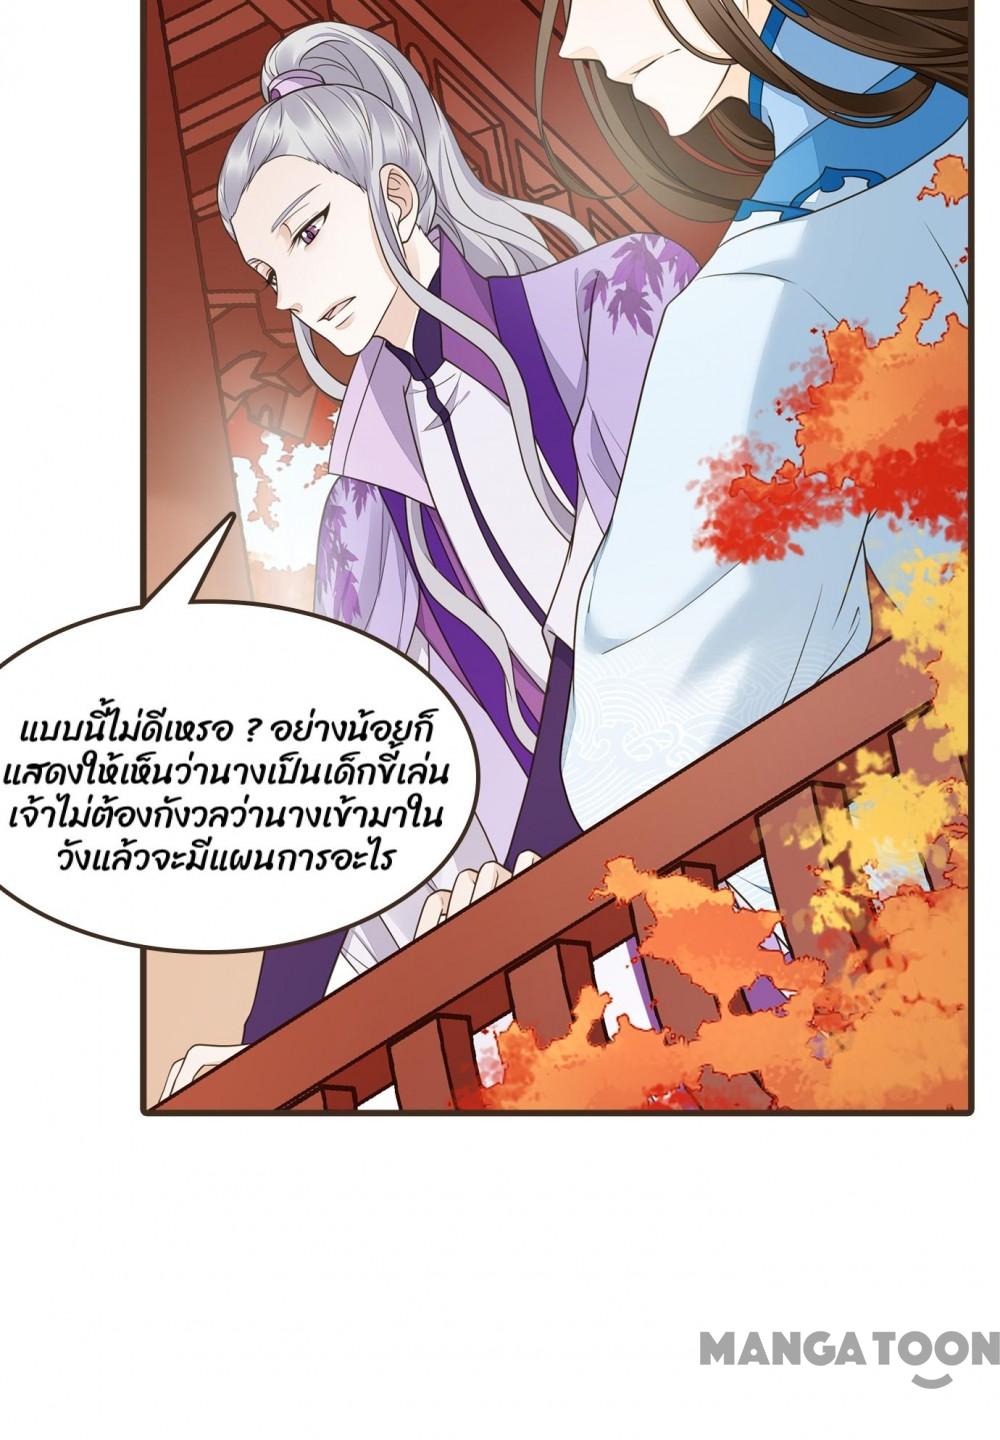 แบบนี้ไม่ดีเหรอ ? อย่างน้อยก็
แสดงให้เห็นว่านางเป็นเด็กขี้เล่น
เจ้าไม่ต้องกังวลว่านางเข้ามาใน
วังแล้วจะมีแผนการอะไร
MANGATOON